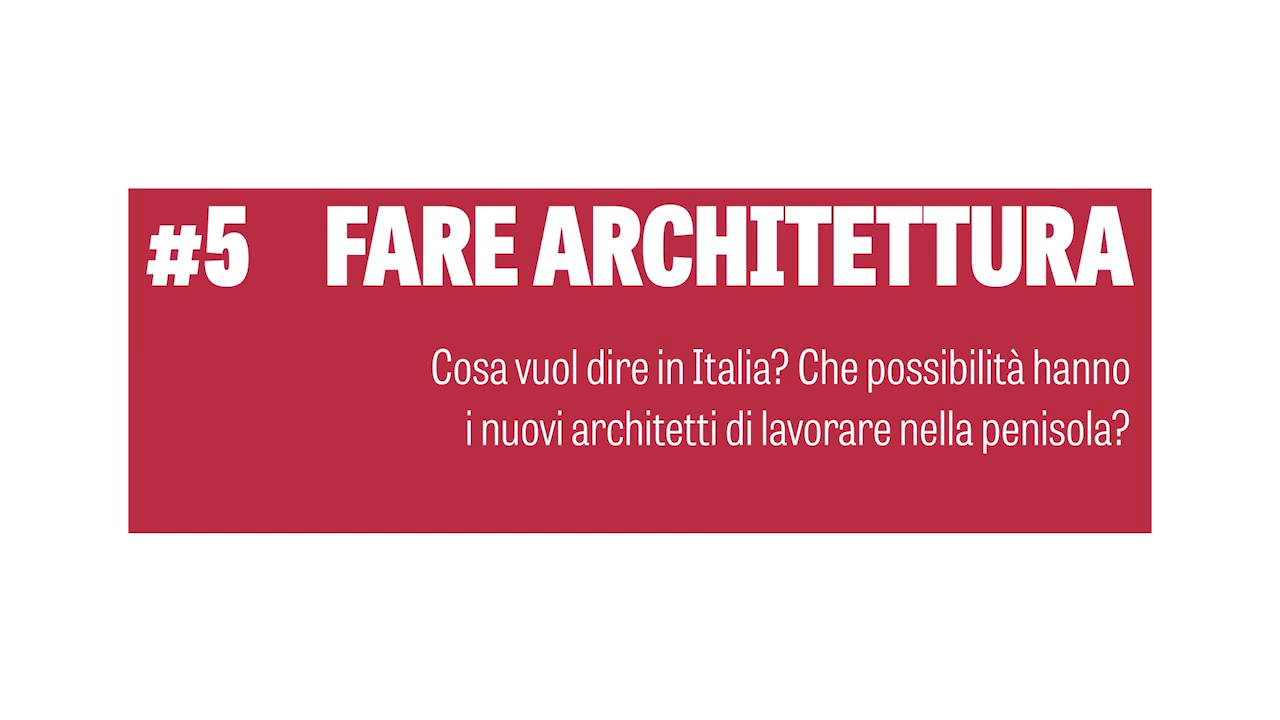 #5 FARE ARCHITETTURA
Cosa vuol dire in Italia? Che possibilità hanno
i nuovi architetti di lavorare nella penisola?